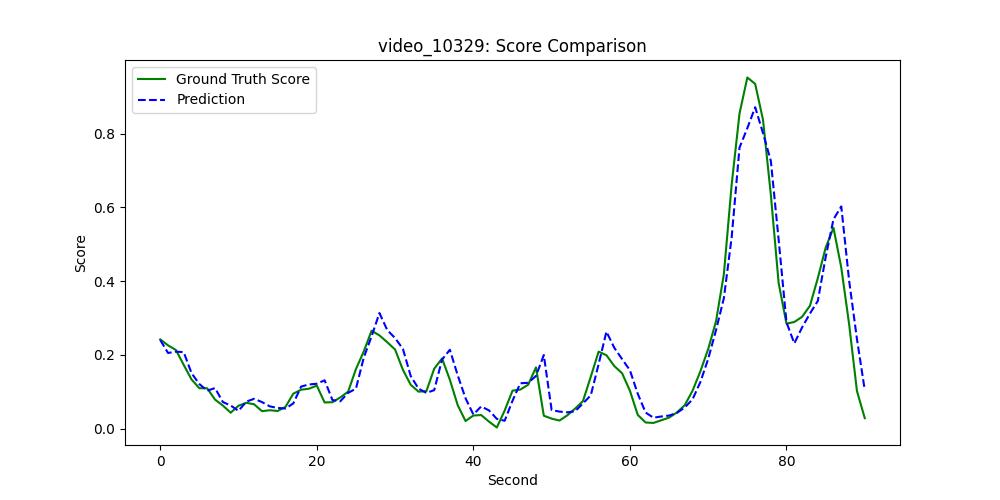 video_10329: Score Comparison
Ground Truth Score
Prediction
Score
0.8
0.6
0.4
0.2
0.0
0 20 40 60 80
Second